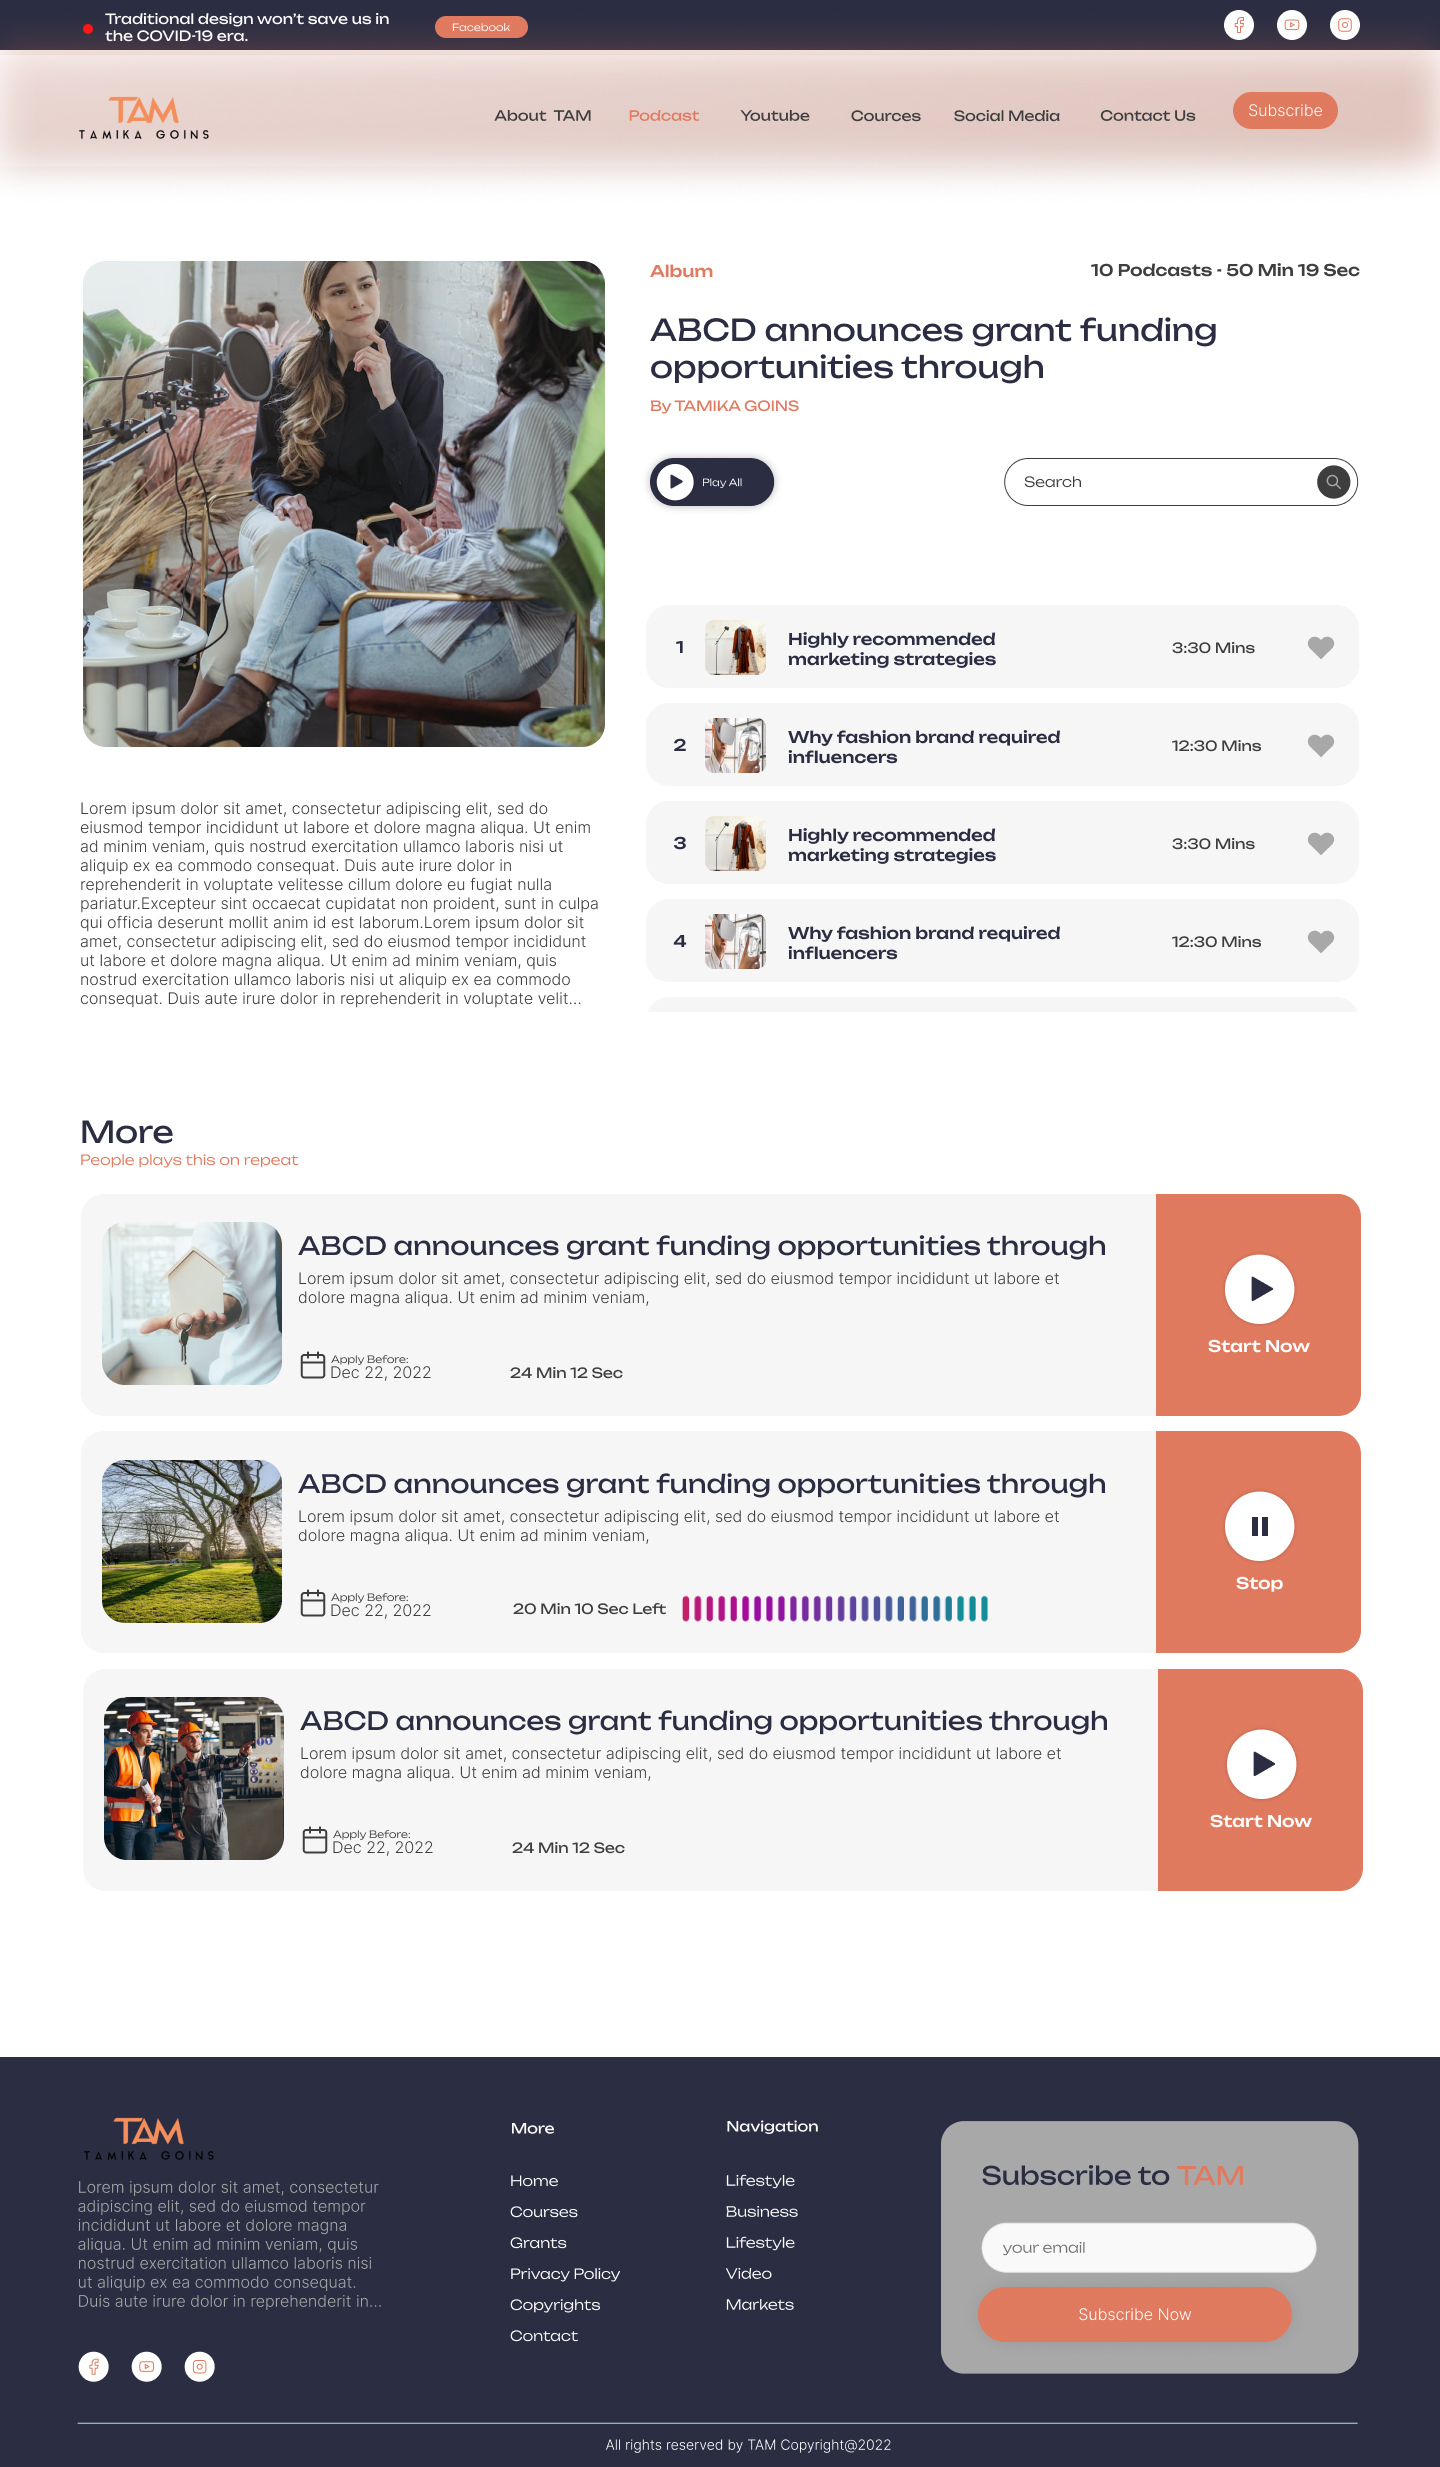 Traditional design won't save us in
the COVID-19 era.
Facebook
TAM
TAMIKA GOINS
About TAM
Podcast
Youtube
Cources
Social Media
Contact Us
Subscribe
Album
10 Podcasts - 50 Min 19 Sec
ABCD announces grant funding
opportunities through
By TAMIKA GOINS
Play All
Search
1
Highly recommended
marketing strategies
3:30 Mins
2
Why fashion brand required
influencers
12:30 Mins
3
Highly recommended
marketing strategies
3:30 Mins
4
Why fashion brand required
influencers
12:30 Mins
Lorem ipsum dolor sit amet, consectetur adipiscing elit, sed do
eiusmod tempor incididunt ut labore et dolore magna aliqua. Ut enim
ad minim veniam, quis nostrud exercitation ullamco laboris nisi ut
aliquip ex ea commodo consequat. Duis aute irure dolor in
reprehenderit in voluptate velitesse cillum dolore eu fugiat nulla
pariatur.Excepteur sint occaecat cupidatat non proident, sunt in culpa
qui officia deserunt mollit anim id est laborum.Lorem ipsum dolor sit
amet, consectetur adipiscing elit, sed do eiusmod tempor incididunt
ut labore et dolore magna aliqua. Ut enim ad minim veniam, quis
nostrud exercitation ullamco laboris nisi ut aliquip ex ea commodo
consequat. Duis aute irure dolor in reprehenderit in voluptate velit...
More
People plays this on repeat
ABCD announces grant funding opportunities through
Lorem ipsum dolor sit amet, consectetur adipiscing elit, sed do eiusmod tempor incididunt ut labore et
dolore magna aliqua. Ut enim ad minim veniam,
Apply Before:
Dec 22, 2022
24 Min 12 Sec
Start Now
ABCD announces grant funding opportunities through
Lorem ipsum dolor sit amet, consectetur adipiscing elit, sed do eiusmod tempor incididunt ut labore et
dolore magna aliqua. Ut enim ad minim veniam,
Apply Before:
Dec 22, 2022
20 Min 10 Sec Left
Stop
ABCD announces grant funding opportunities through
Lorem ipsum dolor sit amet, consectetur adipiscing elit, sed do eiusmod tempor incididunt ut labore et
dolore magna aliqua. Ut enim ad minim veniam,
Apply Before:
Dec 22, 2022
24 Min 12 Sec
Start Now
TAM
TAMIKA GOINS
Lorem ipsum dolor sit amet, consectetur
adipiscing elit, sed do eiusmod tempor
incididunt ut labore et dolore magna
aliqua. Ut enim ad minim veniam, quis
nostrud exercitation ullamco laboris nisi
ut aliquip ex ea commodo consequat.
Duis aute irure dolor in reprehenderit in...
More
Home
Courses
Grants
Privacy Policy
Copyrights
Contact
Navigation
Lifestyle
Business
Lifestyle
Video
Markets
Subscribe to TAM
your email
Subscribe Now
All rights reserved by TAM Copyright@2022